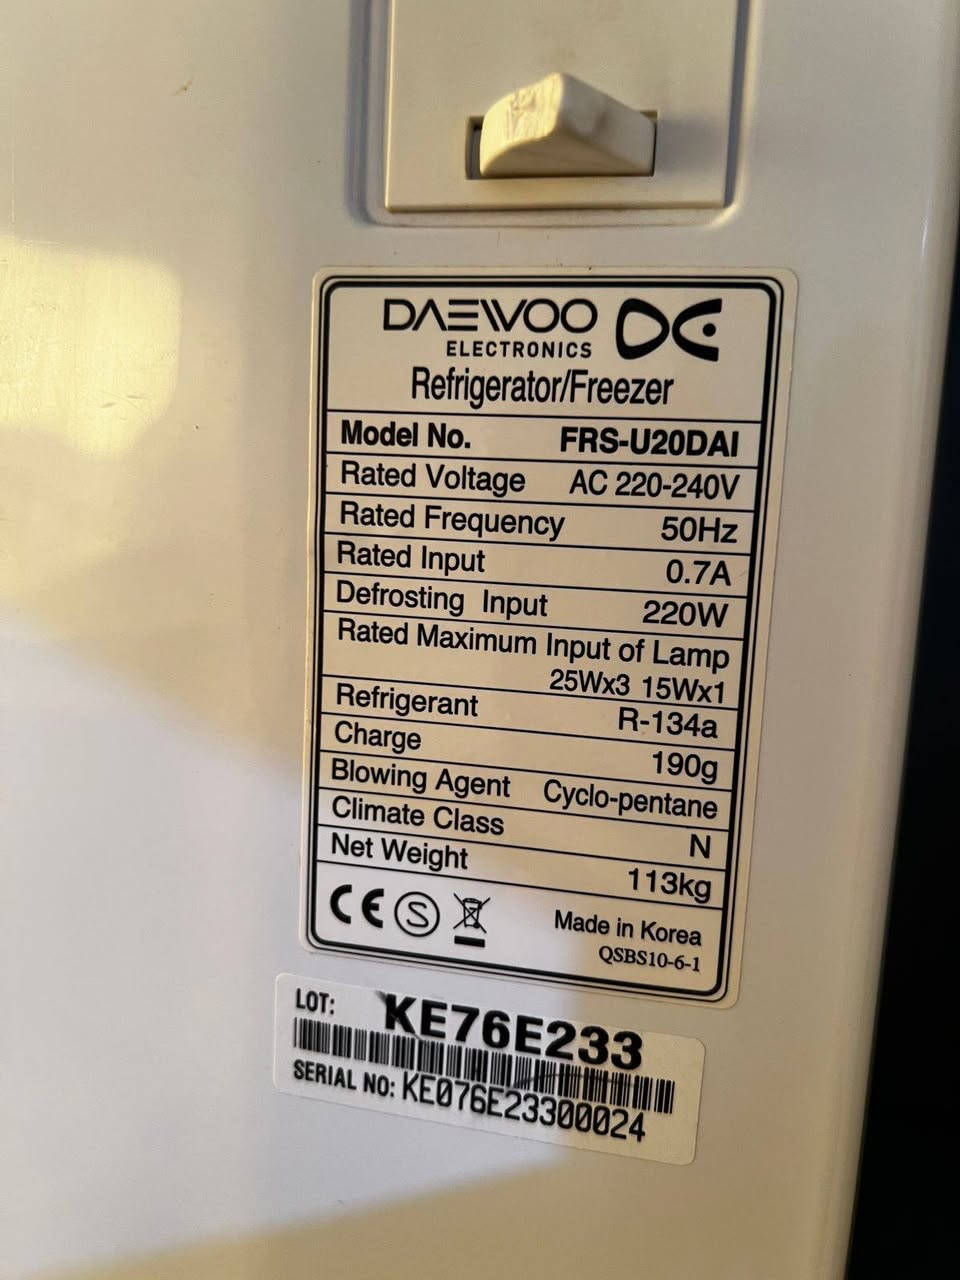 DAEWOO
ELECTRONICS
Refrigerator/Freezer
Model No. FRS-U20DAI
Rated Voltage AC 220-240V
Rated Frequency 50Hz
Rated Input 0.7A
Defrosting Input 220W
Rated Maximum Input of Lamp
25Wx3 15Wx1
Refrigerant R-134a
Charge 190g
Blowing Agent Cyclo-pentane
Climate Class N
Net Weight 113kg
CE S Made in Korea
QSBS10-6-1
LOT: KE76E233
SERIAL NO: KE076E23300024